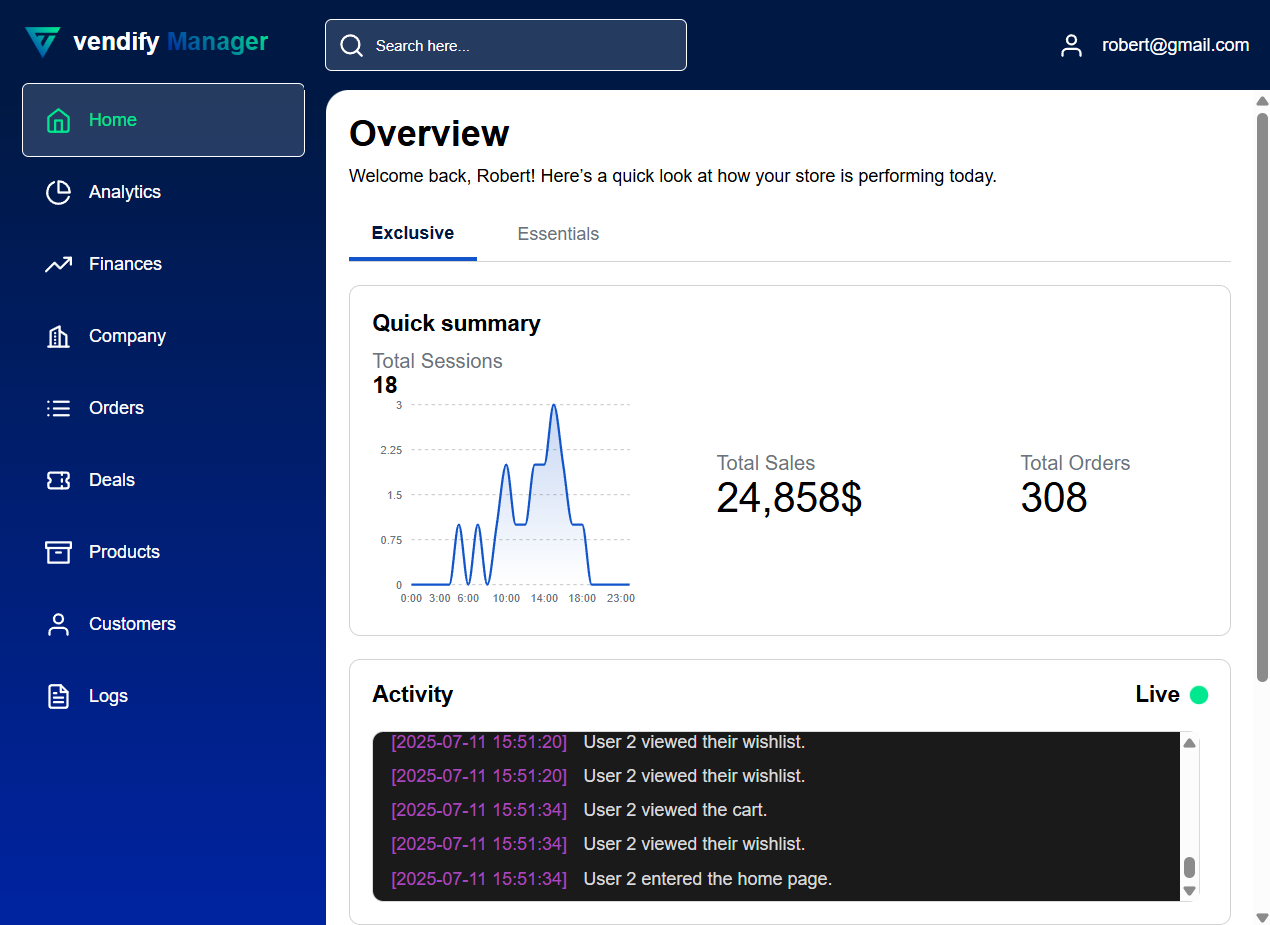 vendify Manager
Search here...
robert@gmail.com
Home
Analytics
Finances
Company
Orders
Deals
Products
Customers
Logs
Overview
Welcome back, Robert! Here’s a quick look at how your store is performing today.
Exclusive Essentials
Quick summary
Total Sessions
18
3
2.25
1.5
0.75
0
0:00 3:00 6:00 10:00 14:00 18:00 23:00
Total Sales
24,858$
Total Orders
308
Activity
Live
[2025-07-11 15:51:20] User 2 viewed their wishlist.
[2025-07-11 15:51:20] User 2 viewed their wishlist.
[2025-07-11 15:51:34] User 2 viewed the cart.
[2025-07-11 15:51:34] User 2 viewed their wishlist.
[2025-07-11 15:51:34] User 2 entered the home page.